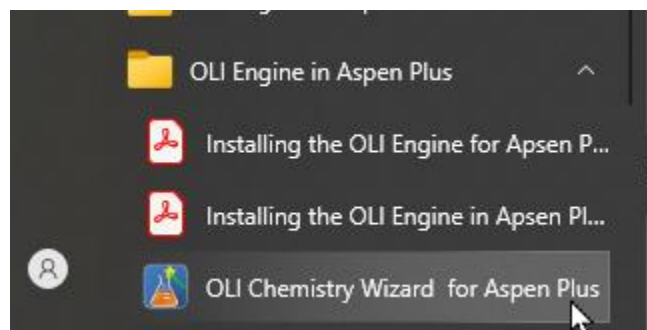 OLI Engine in Aspen Plus
Installing the OLI Engine for Apsen P...
Installing the OLI Engine in Apsen Pl...
OLI Chemistry Wizard  for Aspen Plus